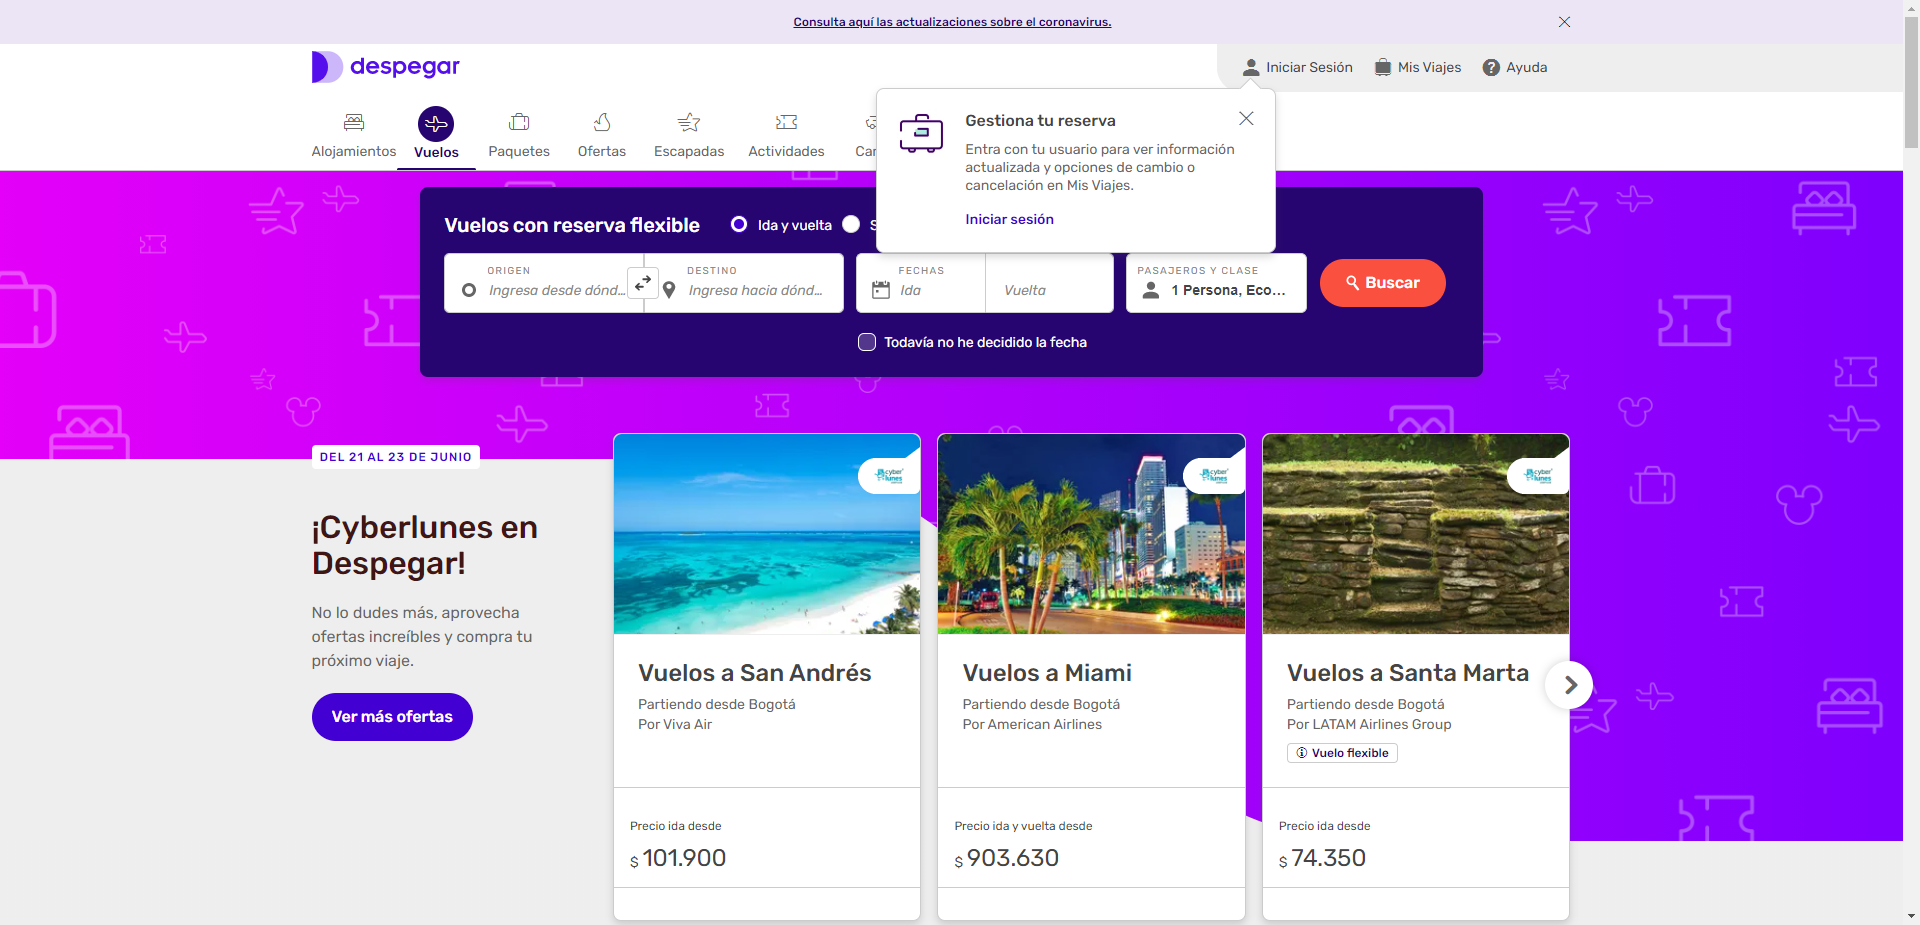 Consulta aquí las actualizaciones sobre el coronavirus.
despegar
Iniciar Sesión
Mis Viajes
Ayuda
Alojamientos
Vuelos
Paquetes
Ofertas
Escapadas
Actividades
Gestiona tu reserva
Entra con tu usuario para ver información
actualizada y opciones de cambio o
cancelación en Mis Viajes.
Iniciar sesión
Vuelos con reserva flexible
Ida y vuelta
ORIGEN
Ingresa desde dónd...
DESTINO
Ingresa hacia dónd...
FECHAS
Ida
Vuelta
PASAJEROS Y CLASE
1 Persona, Eco...
Buscar
Todavía no he decidido la fecha
DEL 21 AL 23 DE JUNIO
¡Cyberlunes en
Despegar!
No lo dudes más, aprovecha
ofertas increíbles y compra tu
próximo viaje.
Ver más ofertas
cyber
lunes
Vuelos a San Andrés
Partiendo desde Bogotá
Por Viva Air
Precio ida desde
$ 101.900
cyber
lunes
Vuelos a Miami
Partiendo desde Bogotá
Por American Airlines
Precio ida y vuelta desde
$ 903.630
cyber
lunes
Vuelos a Santa Marta
Partiendo desde Bogotá
Por LATAM Airlines Group
Vuelo flexible
Precio ida desde
$ 74.350